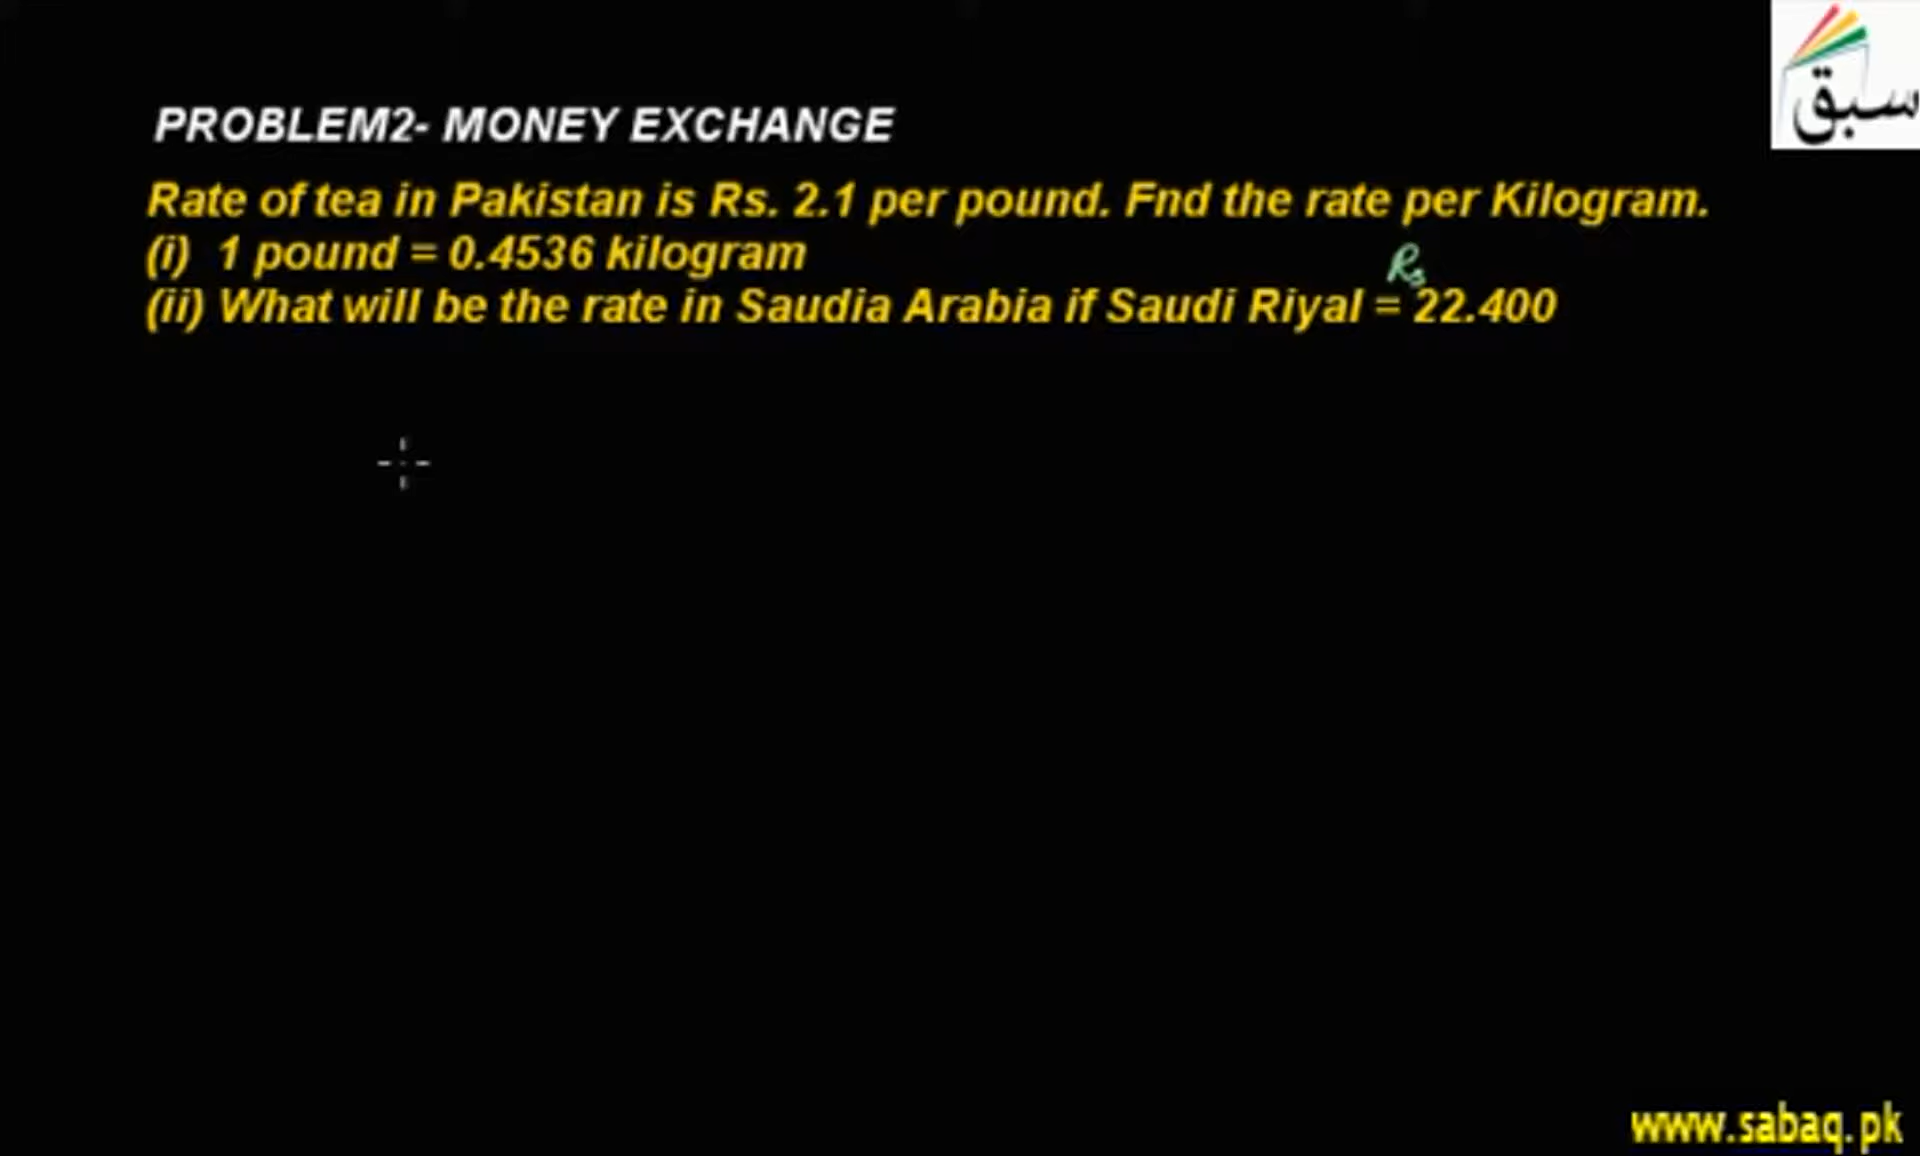 سبق
PROBLEM2- MONEY EXCHANGE
Rate of tea in Pakistan is Rs. 2.1 per pound. Fnd the rate per Kilogram.
(i) 1 pound = 0.4536 kilogram
Rs
(ii) What will be the rate in Saudia Arabia if Saudi Riyal = 22.400
www.sabaq.pk